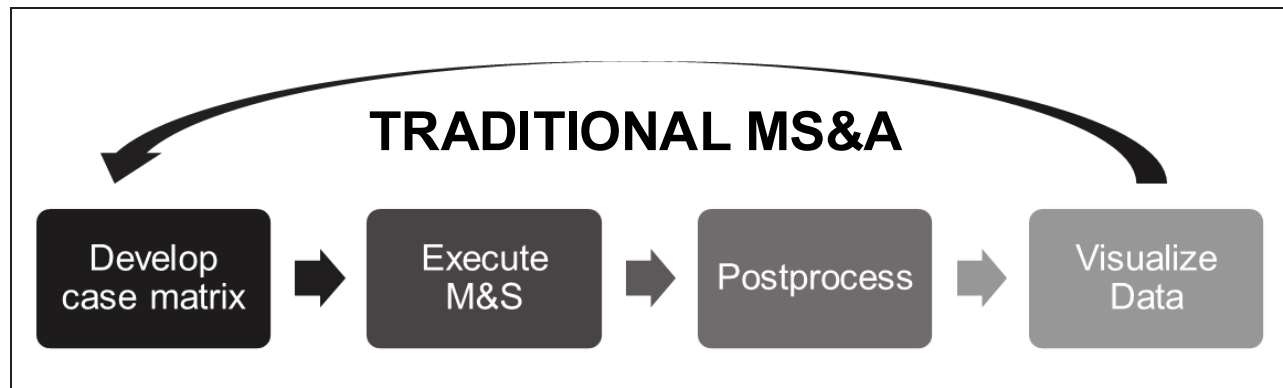 TRADITIONAL MS&A
Develop
case matrix
Execute
M&S
Postprocess
Visualize
Data